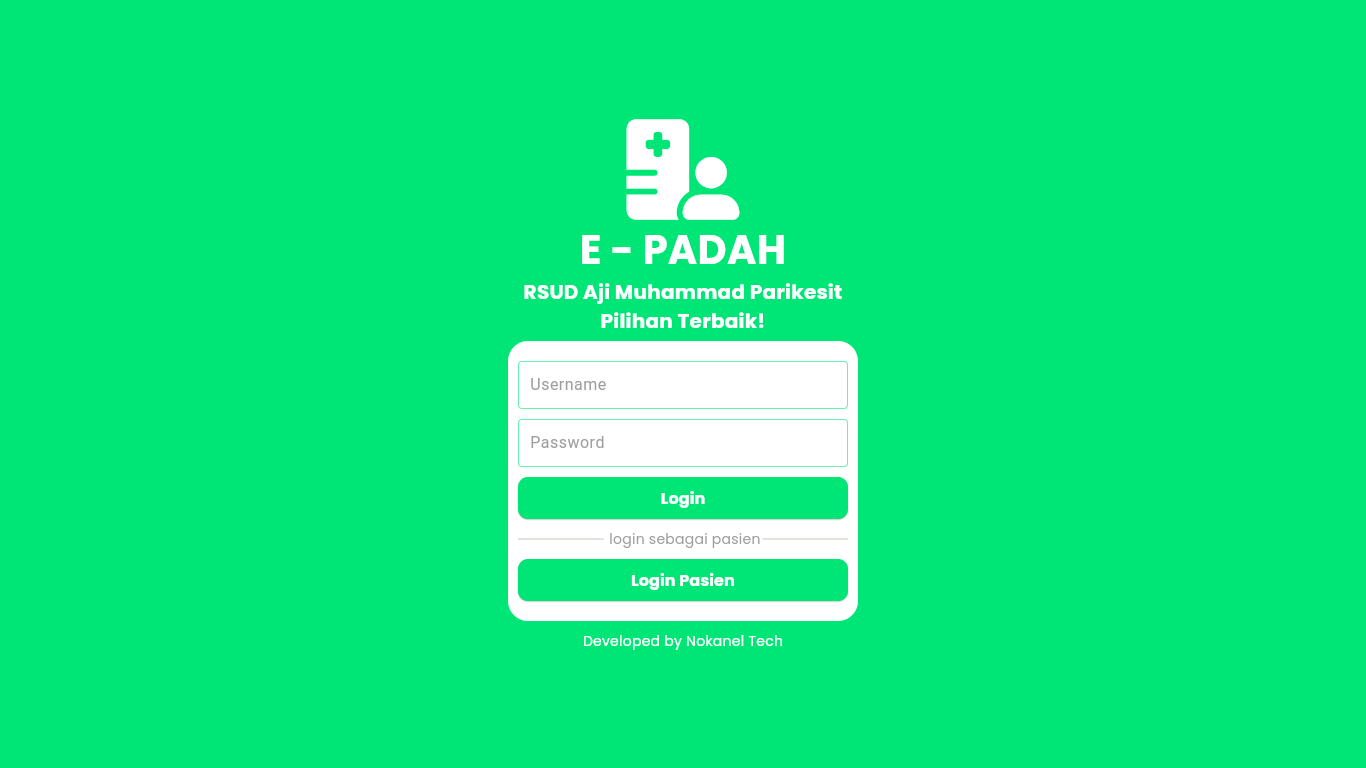 E - PADAH
RSUD Aji Muhammad Parikesit
Pilihan Terbaik!
Username
Password
Login
login sebagai pasien
Login Pasien
Developed by Nokanel Tech